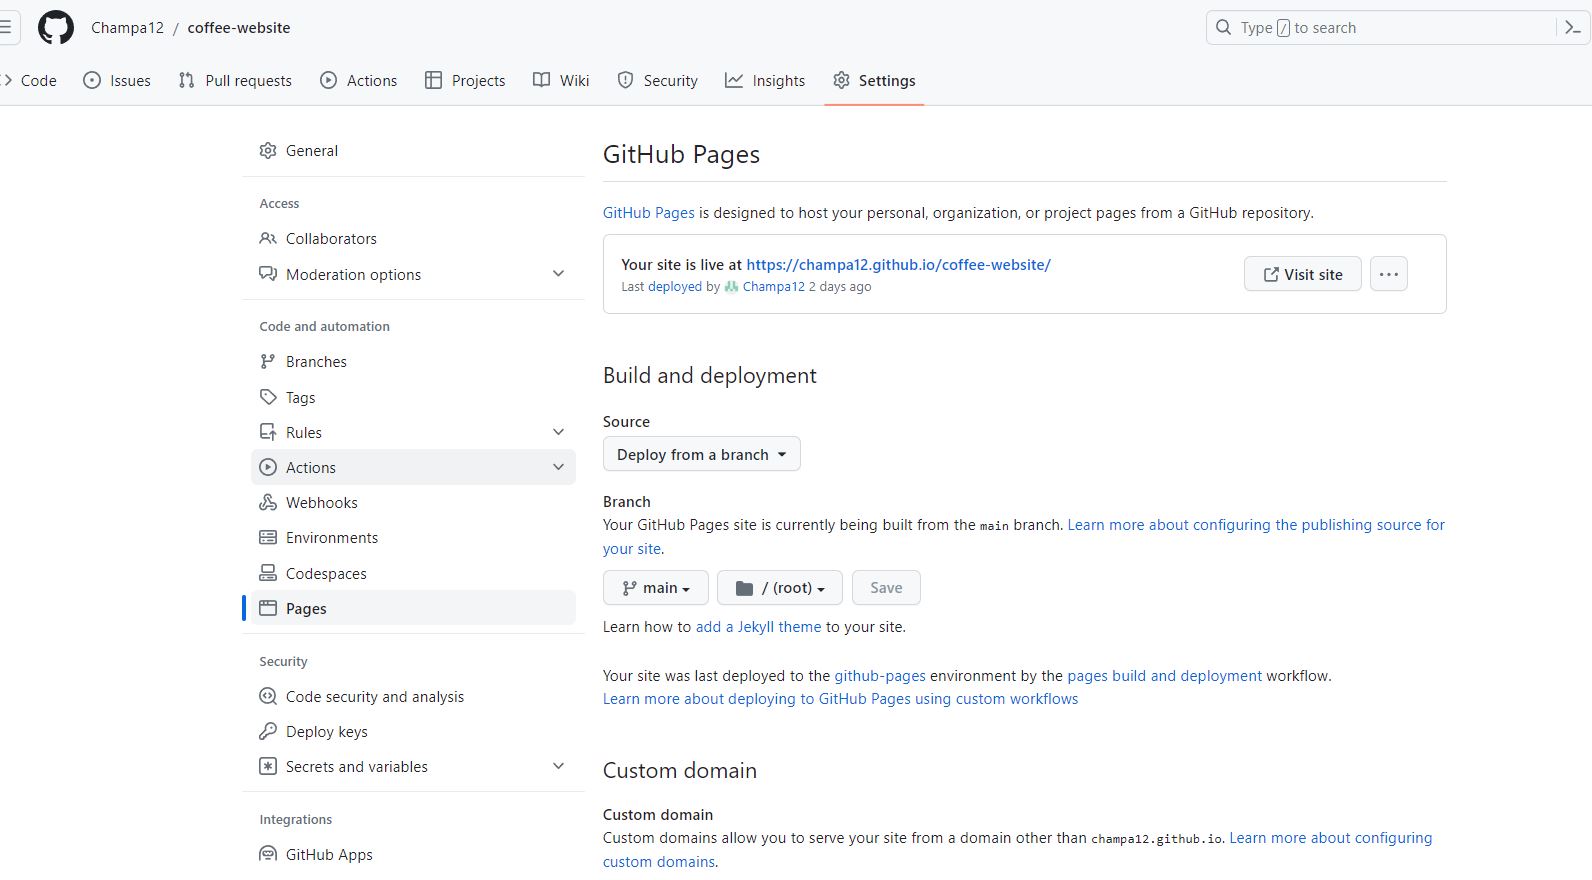 Champa12 / coffee-website
Type / to search
Code Issues Pull requests Actions Projects Wiki Security Insights Settings
General
Access
Collaborators
Moderation options
Code and automation
Branches
Tags
Rules
Actions
Webhooks
Environments
Codespaces
Pages
Security
Code security and analysis
Deploy keys
Secrets and variables
Integrations
GitHub Apps
GitHub Pages
GitHub Pages is designed to host your personal, organization, or project pages from a GitHub repository.
Your site is live at https://champa12.github.io/coffee-website/
Last deployed by Champa12 2 days ago
Visit site
Build and deployment
Source
Deploy from a branch
Branch
Your GitHub Pages site is currently being built from the main branch. Learn more about configuring the publishing source for
your site.
main / (root) Save
Learn how to add a Jekyll theme to your site.
Your site was last deployed to the github-pages environment by the pages build and deployment workflow.
Learn more about deploying to GitHub Pages using custom workflows
Custom domain
Custom domain
Custom domains allow you to serve your site from a domain other than champa12.github.io. Learn more about configuring
custom domains.